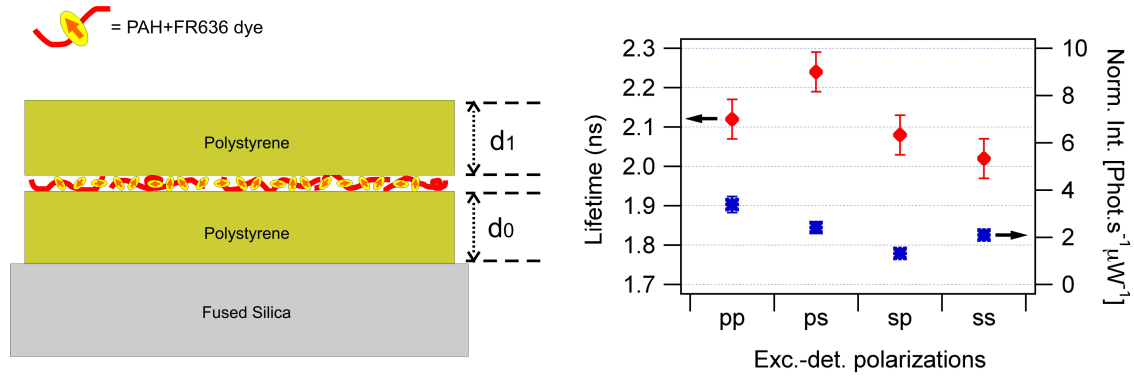 = PAH+FR636 dye
Polystyrene
d1
Polystyrene
d0
Fused Silica
Lifetime (ns)
2.3
2.2
2.1
2.0
1.9
1.8
1.7
10
8
6
4
2
0
Norm. Int. [Phot.s⁻¹µW⁻¹]
pp ps sp ss
Exc.-det. polarizations